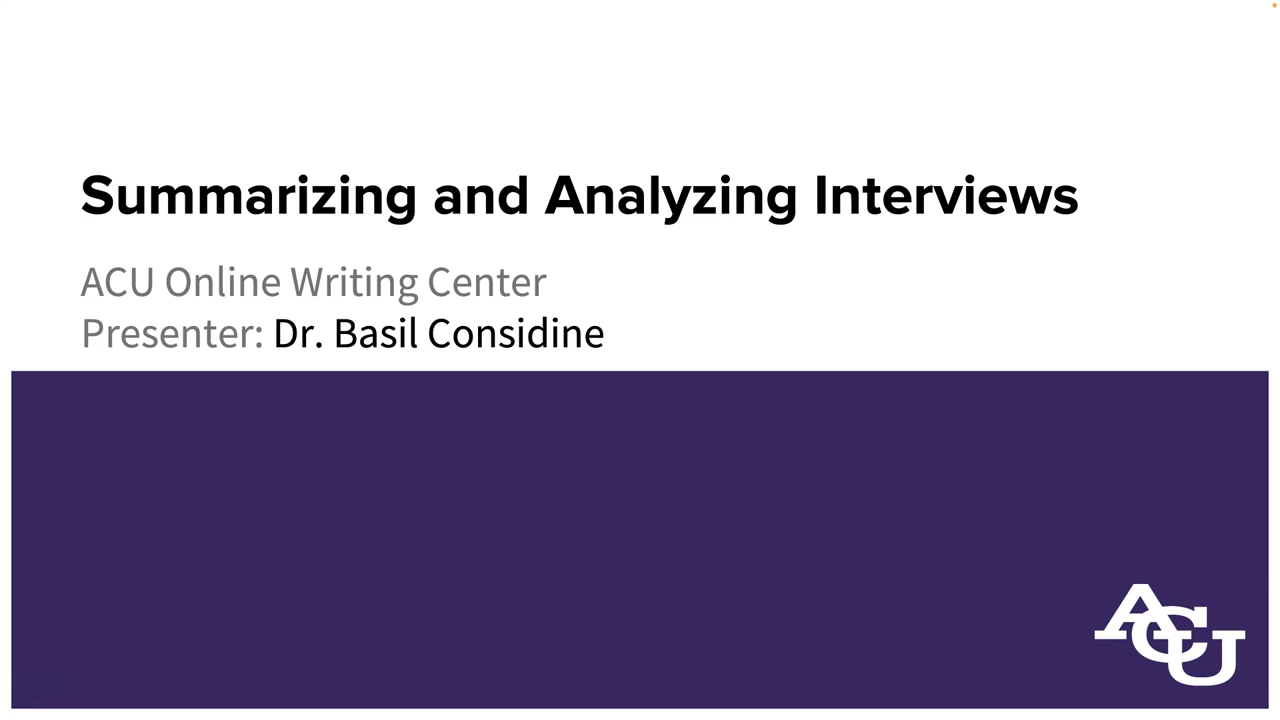 Summarizing and Analyzing Interviews
ACU Online Writing Center
Presenter: Dr. Basil Considine
ACU